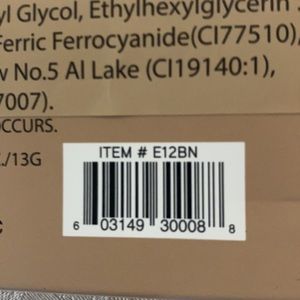 yl Glycol, Ethylhexylglycerin
Ferric Ferrocyanide(CI77510),
w No.5 Al Lake (CI19140:1),
7007).
OCCURS.
ITEM # E12BN
./13G
6 03149 30008 8
C